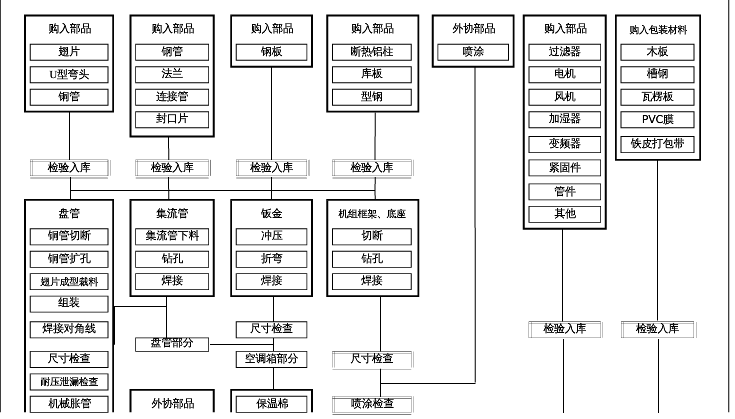 购入部品
购入部品
购入部品
购入部品
外协部品
购入部品
购入包装材料
翅片
钢管
钢板
断热铝柱
喷涂
过滤器
木板
U型弯头
法兰
库板
电机
槽钢
铜管
连接管
型钢
风机
瓦楞板
封口片
加湿器
PVC膜
变频器
铁皮打包带
检验入库
检验入库
检验入库
检验入库
紧固件
管件
盘管
集流管
钣金
机组框架、底座
其他
铜管切断
集流管下料
冲压
切断
铜管扩孔
钻孔
折弯
钻孔
翅片成型裁料
焊接
焊接
焊接
组装
焊接对角线
尺寸检查
检验入库
检验入库
盘管部分
尺寸检查
空调箱部分
尺寸检查
耐压泄漏检查
机械胀管
外协部品
保温棉
喷涂检查